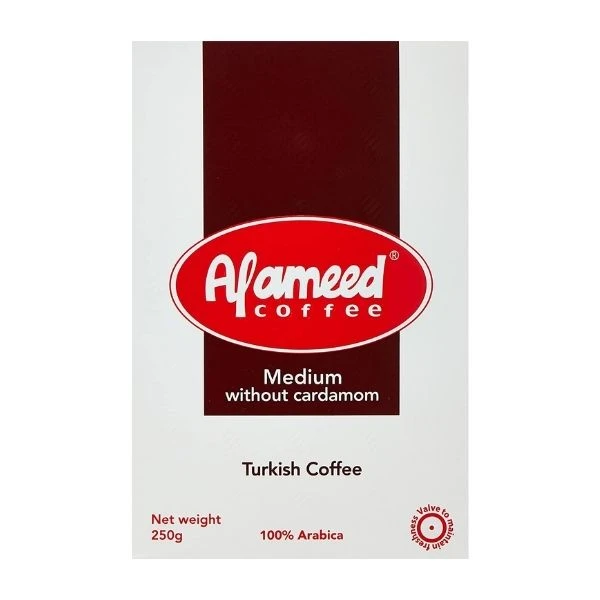 Alameed®
coffee
Medium
without cardamom
Turkish Coffee
Net weight
250g
100% Arabica
Valve to maintain freshness